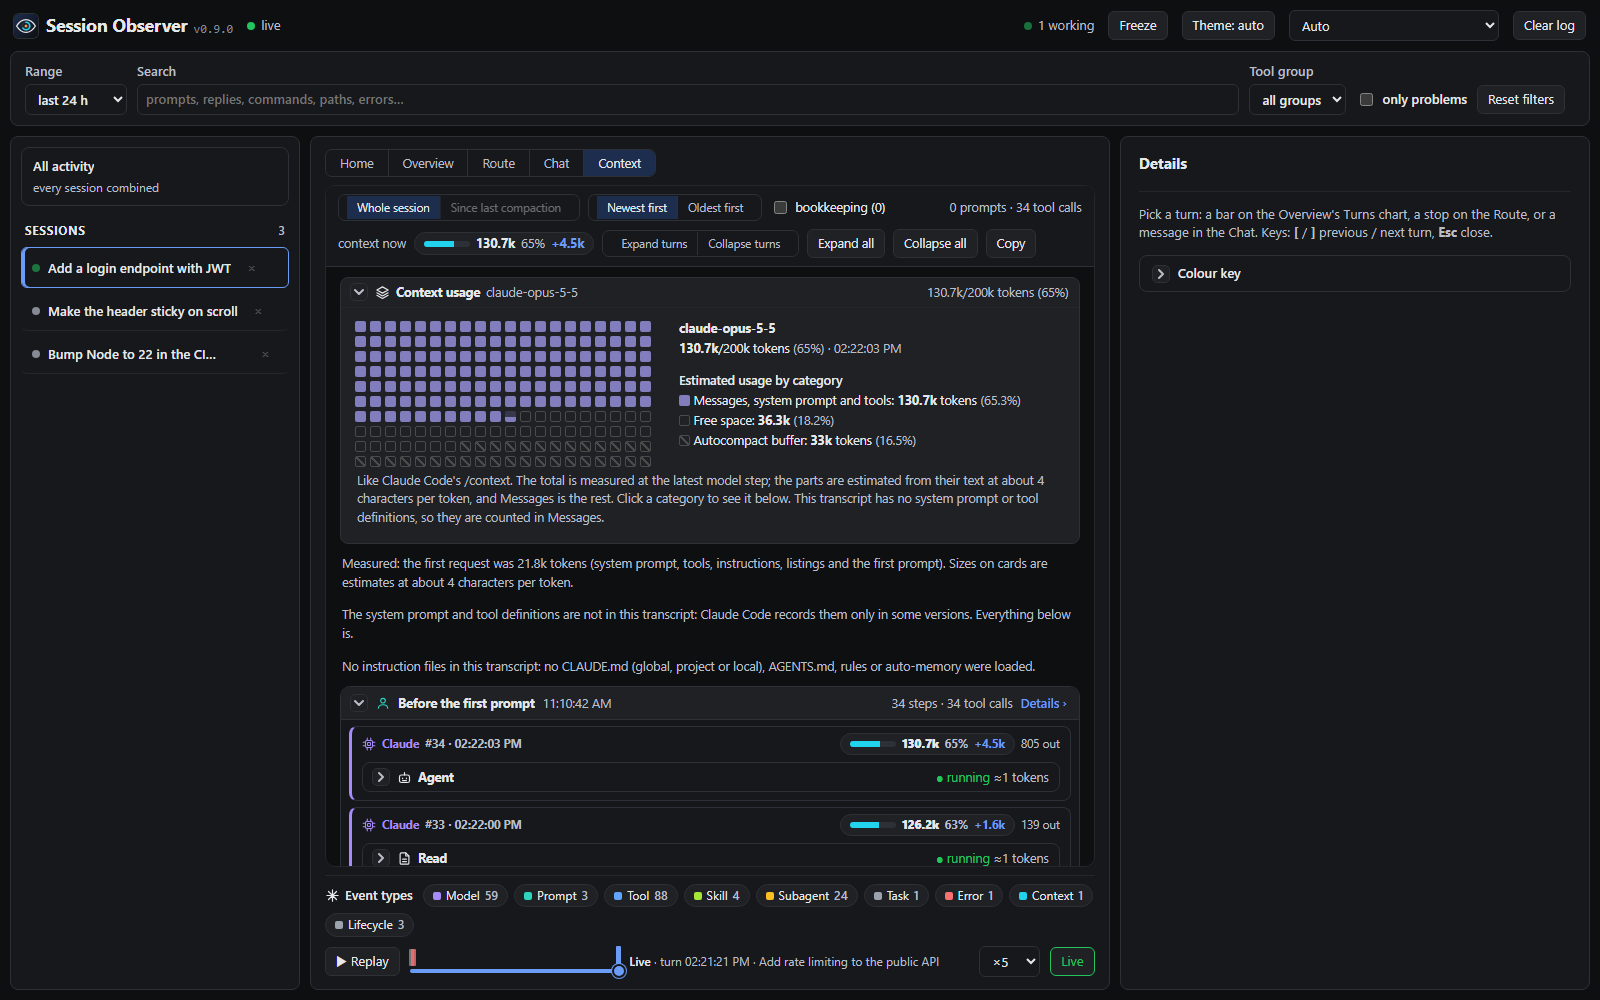 Session Observer v0.9.0 live
1 working Freeze Theme: auto Auto Clear log
Range Search Tool group
last 24 h prompts, replies, commands, paths, errors... all groups only problems Reset filters
All activity
every session combined
SESSIONS 3
Add a login endpoint with JWT ×
Make the header sticky on scroll ×
Bump Node to 22 in the CI... ×
Home Overview Route Chat Context
Whole session Since last compaction Newest first Oldest first bookkeeping (0) 0 prompts · 34 tool calls
context now 130.7k 65% +4.5k Expand turns Collapse turns Expand all Collapse all Copy
Context usage claude-opus-5-5 130.7k/200k tokens (65%)
claude-opus-5-5
130.7k/200k tokens (65%) · 02:22:03 PM
Estimated usage by category
Messages, system prompt and tools: 130.7k tokens (65.3%)
Free space: 36.3k (18.2%)
Autocompact buffer: 33k tokens (16.5%)
Like Claude Code's /context. The total is measured at the latest model step; the parts are estimated from their text at about 4
characters per token, and Messages is the rest. Click a category to see it below. This transcript has no system prompt or tool
definitions, so they are counted in Messages.
Measured: the first request was 21.8k tokens (system prompt, tools, instructions, listings and the first prompt). Sizes on cards are
estimates at about 4 characters per token.
The system prompt and tool definitions are not in this transcript: Claude Code records them only in some versions. Everything below
is.
No instruction files in this transcript: no CLAUDE.md (global, project or local), AGENTS.md, rules or auto-memory were loaded.
Before the first prompt 11:10:42 AM 34 steps · 34 tool calls Details ›
Claude #34 · 02:22:03 PM 130.7k 65% +4.5k 805 out
Agent running ≈1 tokens
Claude #33 · 02:22:00 PM 126.2k 63% +1.6k 139 out
Read running ≈1 tokens
Event types Model 59 Prompt 3 Tool 88 Skill 4 Subagent 24 Task 1 Error 1 Context 1
Lifecycle 3
Replay Live · turn 02:21:21 PM · Add rate limiting to the public API ×5 Live
Details
Pick a turn: a bar on the Overview's Turns chart, a stop on the Route, or a
message in the Chat. Keys: [ / ] previous / next turn, Esc close.
Colour key